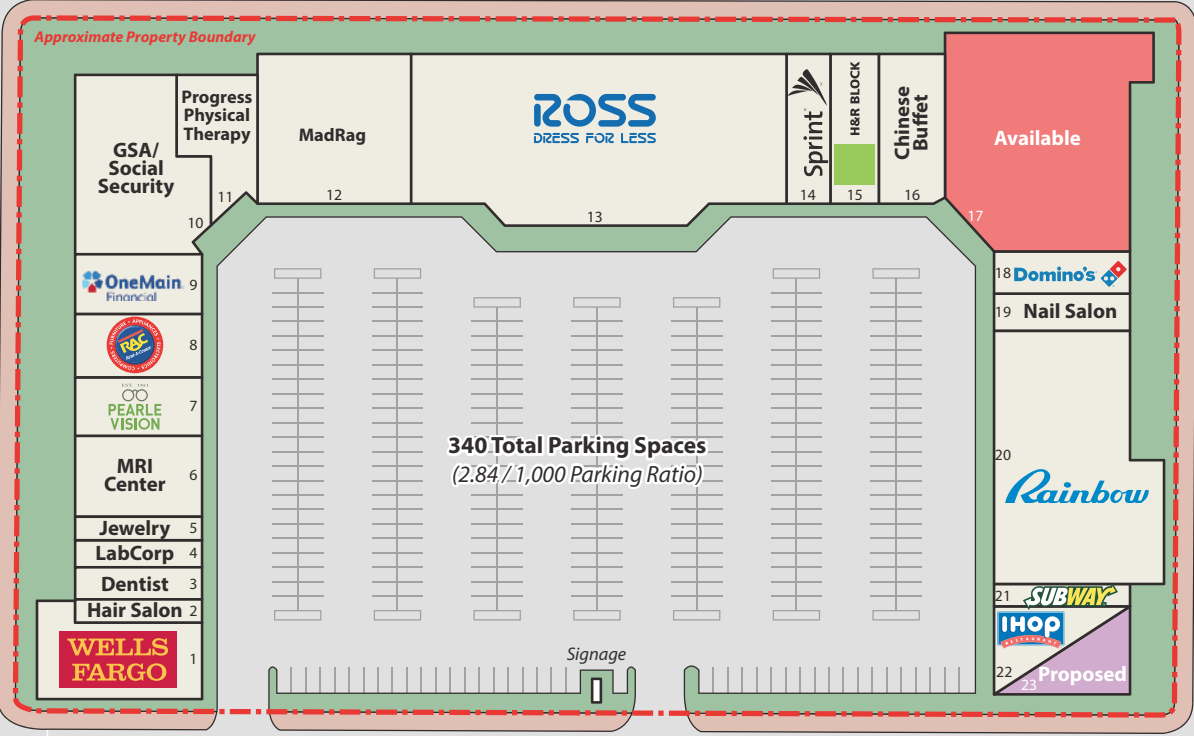 Approximate Property Boundary
GSA/
Social
Security
10
Progress
Physical
Therapy
11
MadRag
12
ROSS
DRESS FOR LESS
13
Sprint
14
H&R BLOCK
15
Chinese
Buffet
16
Available
17
OneMain
Financial
9
RAC
8
PEARLE
VISION
7
MRI
Center
6
Jewelry 5
LabCorp 4
Dentist 3
Hair Salon 2
WELLS
FARGO
1
340 Total Parking Spaces
(2.84 / 1,000 Parking Ratio)
Signage
18 Domino's
19 Nail Salon
20
Rainbow
21 SUBWAY
IHOP
RESTAURANT
22
23 Proposed